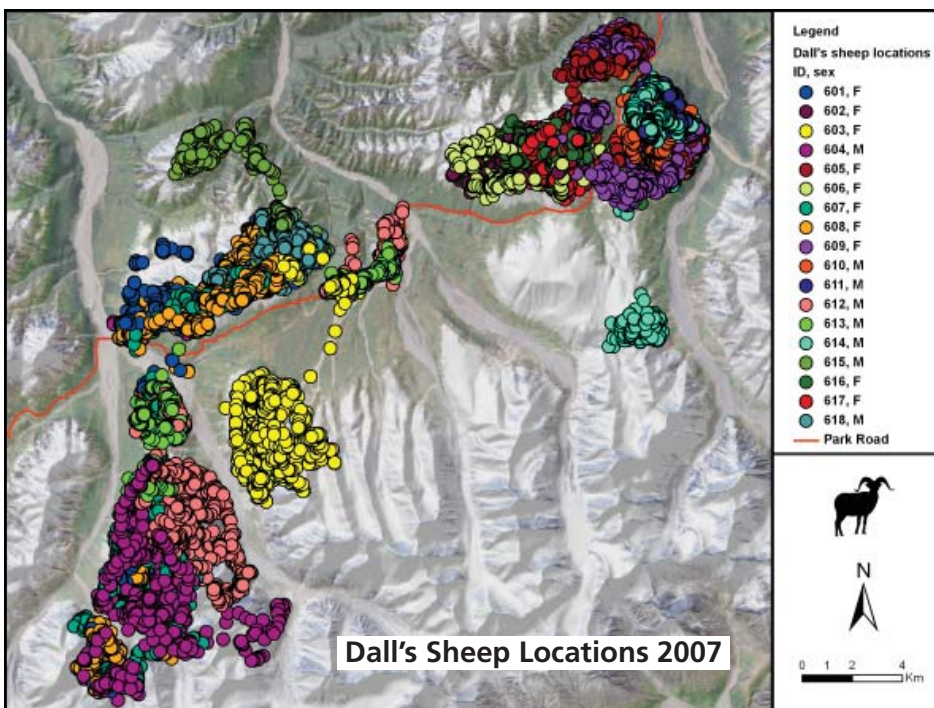 Legend
Dall's sheep locations
ID, sex
601, F
602, F
603, F
604, M
605, F
606, F
607, F
608, F
609, F
610, M
611, M
612, M
613, M
614, M
615, M
616, F
617, F
618, M
Park Road
N
0 1 2 4
Km
Dall's Sheep Locations 2007